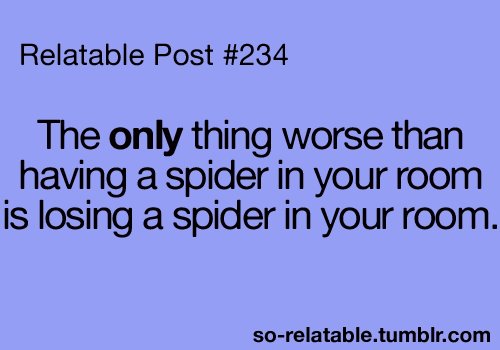 Relatable Post #234
The only thing worse than
having a spider in your room
is losing a spider in your room.
so-relatable.tumblr.com